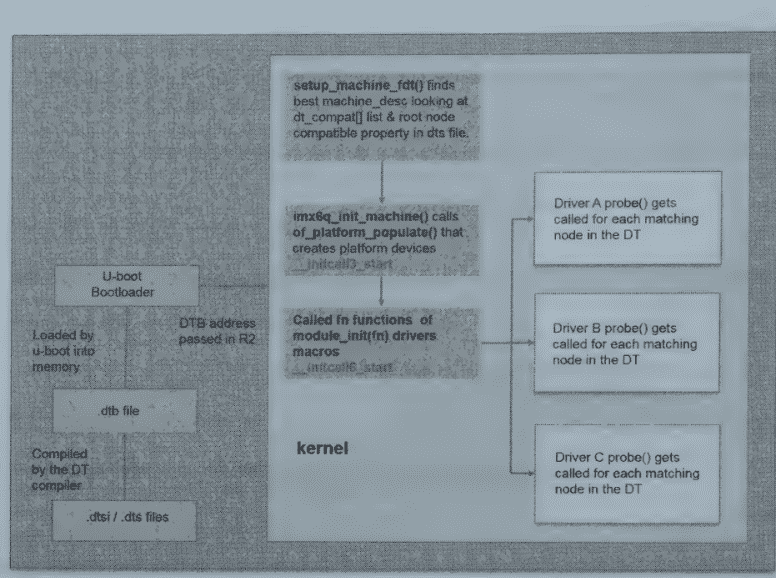 setup_machine_fdt() finds
best machine_desc looking at
dt_compat[] list & root node
compatible property in dts file.
imx6q_init_machine() calls
of_platform_populate() that
creates platform devices
__initcall3_start
Called fn functions of
module_init(fn) drivers
macros
__initcall6_start
kernel
Driver A probe() gets
called for each matching
node in the DT
Driver B probe() gets
called for each matching
node in the DT
Driver C probe() gets
called for each matching
node in the DT
U-boot
Bootloader
DTB address
passed in R2
Loaded by
u-boot into
memory
.dtb file
Compiled
by the DT
compiler
.dtsi / .dts files